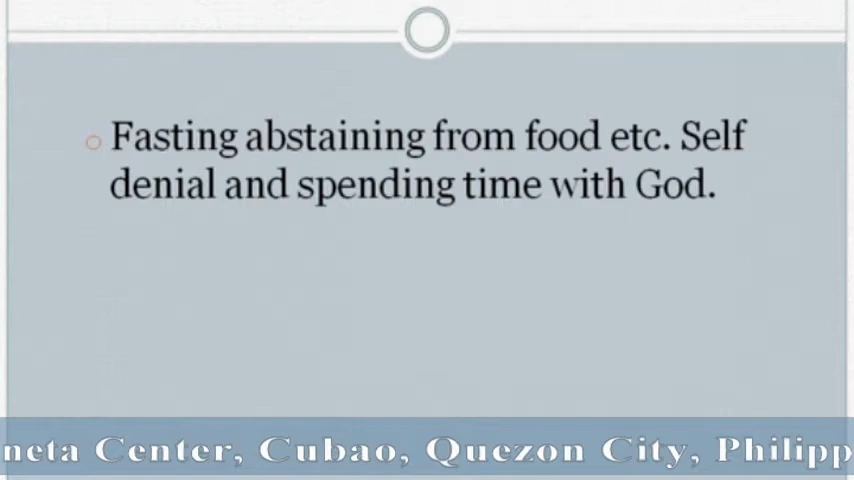 Fasting abstaining from food etc. Self
denial and spending time with God.
neta Center, Cubao, Quezon City, Philipp